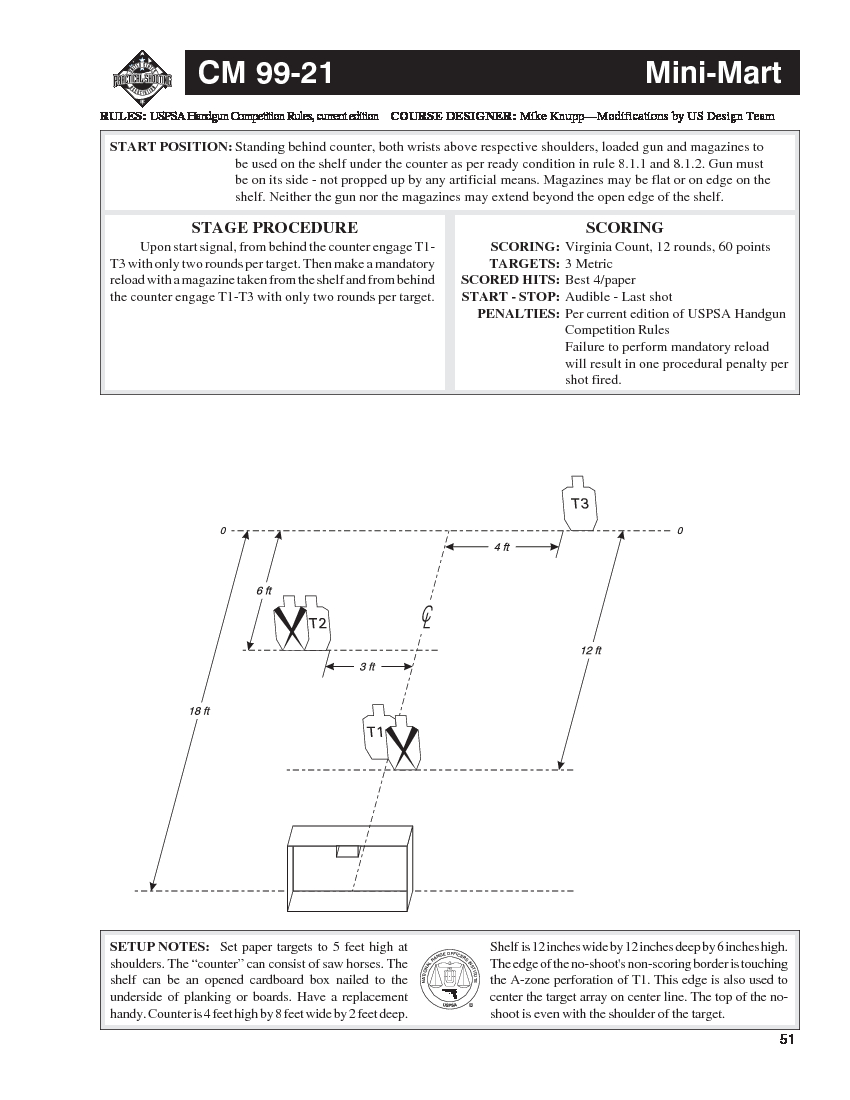 CM 99-21 Mini-Mart
PRACTICAL SHOOTING
RULES: USPSA Handgun Competition Rules, current edition COURSE DESIGNER: Mike Knupp—Modifications by US Design Team
START POSITION: Standing behind counter, both wrists above respective shoulders, loaded gun and magazines to
be used on the shelf under the counter as per ready condition in rule 8.1.1 and 8.1.2. Gun must
be on its side - not propped up by any artificial means. Magazines may be flat or on edge on the
shelf. Neither the gun nor the magazines may extend beyond the open edge of the shelf.
STAGE PROCEDURE
Upon start signal, from behind the counter engage T1-
T3 with only two rounds per target. Then make a mandatory
reload with a magazine taken from the shelf and from behind
the counter engage T1-T3 with only two rounds per target.
SCORING
SCORING: Virginia Count, 12 rounds, 60 points
TARGETS: 3 Metric
SCORED HITS: Best 4/paper
START - STOP: Audible - Last shot
PENALTIES: Per current edition of USPSA Handgun
Competition Rules
Failure to perform mandatory reload
will result in one procedural penalty per
shot fired.
T3
0
0
4 ft
6 ft
T2
CL
12 ft
3 ft
18 ft
T1
SETUP NOTES: Set paper targets to 5 feet high at
shoulders. The “counter” can consist of saw horses. The
shelf can be an opened cardboard box nailed to the
underside of planking or boards. Have a replacement
handy. Counter is 4 feet high by 8 feet wide by 2 feet deep.
NATIONAL RANGE OFFICERS INSTITUTE
USPSA
Shelf is 12 inches wide by 12 inches deep by 6 inches high.
The edge of the no-shoot's non-scoring border is touching
the A-zone perforation of T1. This edge is also used to
center the target array on center line. The top of the no-
shoot is even with the shoulder of the target.
51